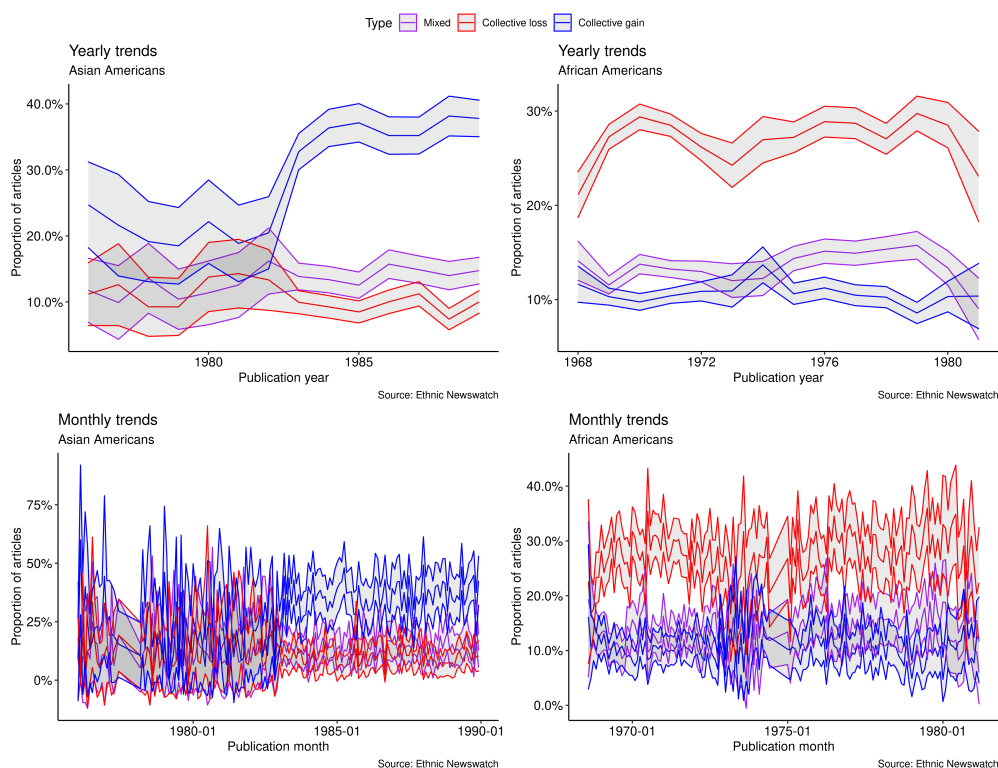 Type Mixed Collective loss Collective gain
Yearly trends
Asian Americans
40.0%
30.0%
20.0%
10.0%
Proportion of articles
1980 1985
Publication year
Source: Ethnic Newswatch
Yearly trends
African Americans
30%
20%
10%
Proportion of articles
1968 1972 1976 1980
Publication year
Source: Ethnic Newswatch
Monthly trends
Asian Americans
75%
50%
25%
0%
Proportion of articles
1980-01 1985-01 1990-01
Publication month
Source: Ethnic Newswatch
Monthly trends
African Americans
40.0%
30.0%
20.0%
10.0%
0.0%
Proportion of articles
1970-01 1975-01 1980-01
Publication month
Source: Ethnic Newswatch